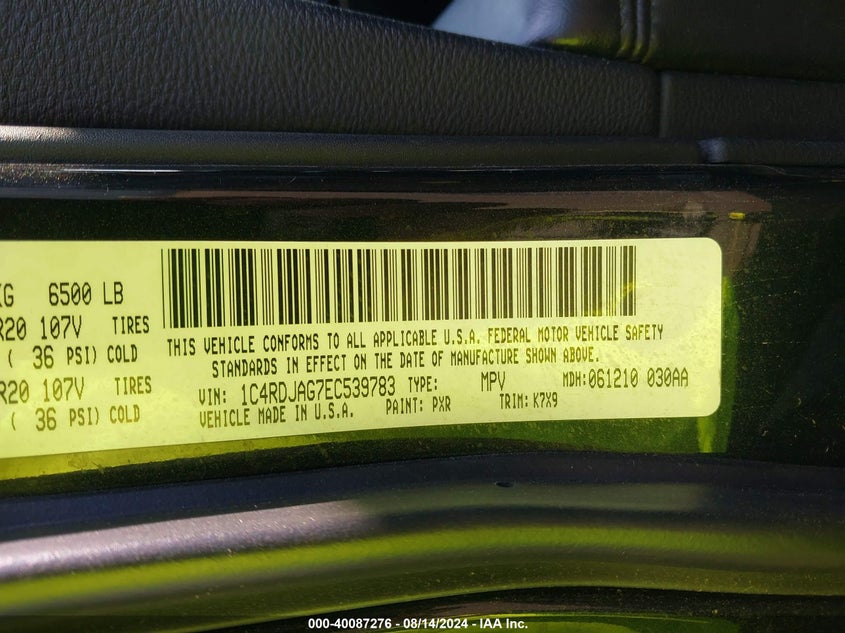 KG 6500 LB
R20 107V TIRES
( 36 PSI) COLD
R20 107V TIRES
( 36 PSI) COLD
THIS VEHICLE CONFORMS TO ALL APPLICABLE U.S.A. FEDERAL MOTOR VEHICLE SAFETY
STANDARDS IN EFFECT ON THE DATE OF MANUFACTURE SHOWN ABOVE.
VIN: 1C4RDJAG7EC539783 TYPE: MPV MDH:061210 030AA
VEHICLE MADE IN U.S.A. PAINT: PXR TRIM: K7X9
000-40087276 - 08/14/2024 - IAA Inc.